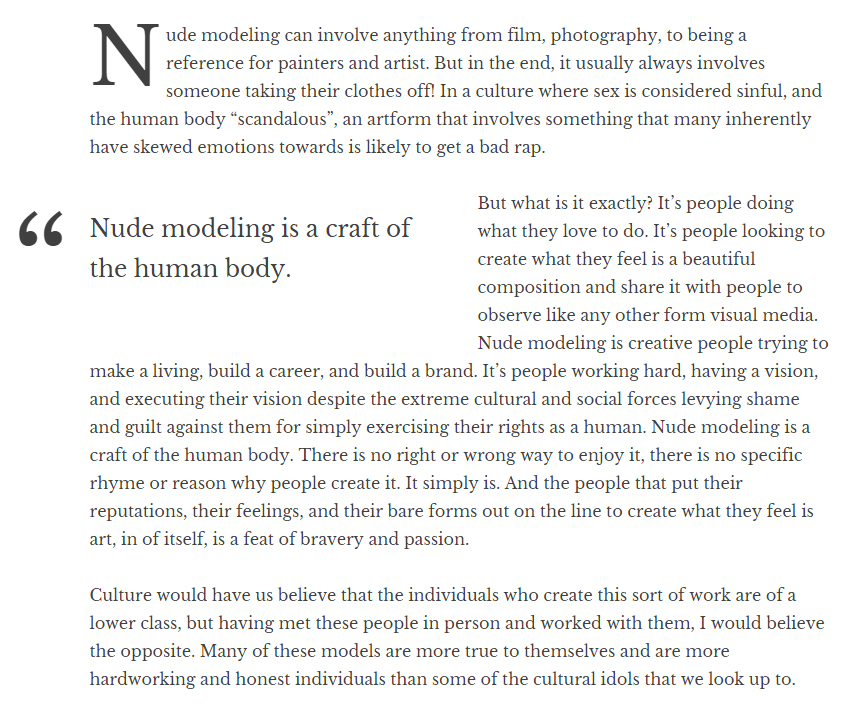 Nude modeling can involve anything from film, photography, to being a
reference for painters and artist. But in the end, it usually always involves
someone taking their clothes off! In a culture where sex is considered sinful, and
the human body “scandalous”, an artform that involves something that many inherently
have skewed emotions towards is likely to get a bad rap.
“ Nude modeling is a craft of
the human body.
But what is it exactly? It’s people doing
what they love to do. It’s people looking to
create what they feel is a beautiful
composition and share it with people to
observe like any other form visual media.
Nude modeling is creative people trying to
make a living, build a career, and build a brand. It’s people working hard, having a vision,
and executing their vision despite the extreme cultural and social forces levying shame
and guilt against them for simply exercising their rights as a human. Nude modeling is a
craft of the human body. There is no right or wrong way to enjoy it, there is no specific
rhyme or reason why people create it. It simply is. And the people that put their
reputations, their feelings, and their bare forms out on the line to create what they feel is
art, in of itself, is a feat of bravery and passion.
Culture would have us believe that the individuals who create this sort of work are of a
lower class, but having met these people in person and worked with them, I would believe
the opposite. Many of these models are more true to themselves and are more
hardworking and honest individuals than some of the cultural idols that we look up to.